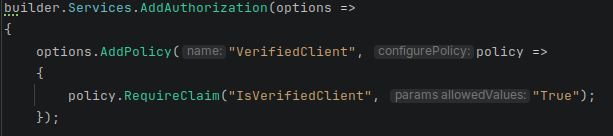 builder.Services.AddAuthorization(options =>
{
    options.AddPolicy( name: "VerifiedClient", configurePolicy: policy =>
    {
        policy.RequireClaim("IsVerifiedClient", params allowedValues: "True");
    });